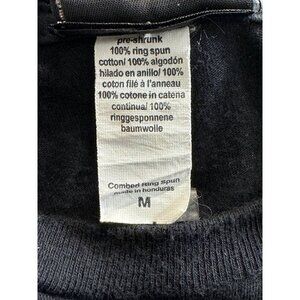 pre-shrunk
100% ring spun
cotton/ 100% algodón
hilado en anillo/ 100%
coton filé à l'anneau
100% cotone in catena
continua/ 100%
ringgesponnene
baumwolle
Combed Ring Spun
made in honduras
M